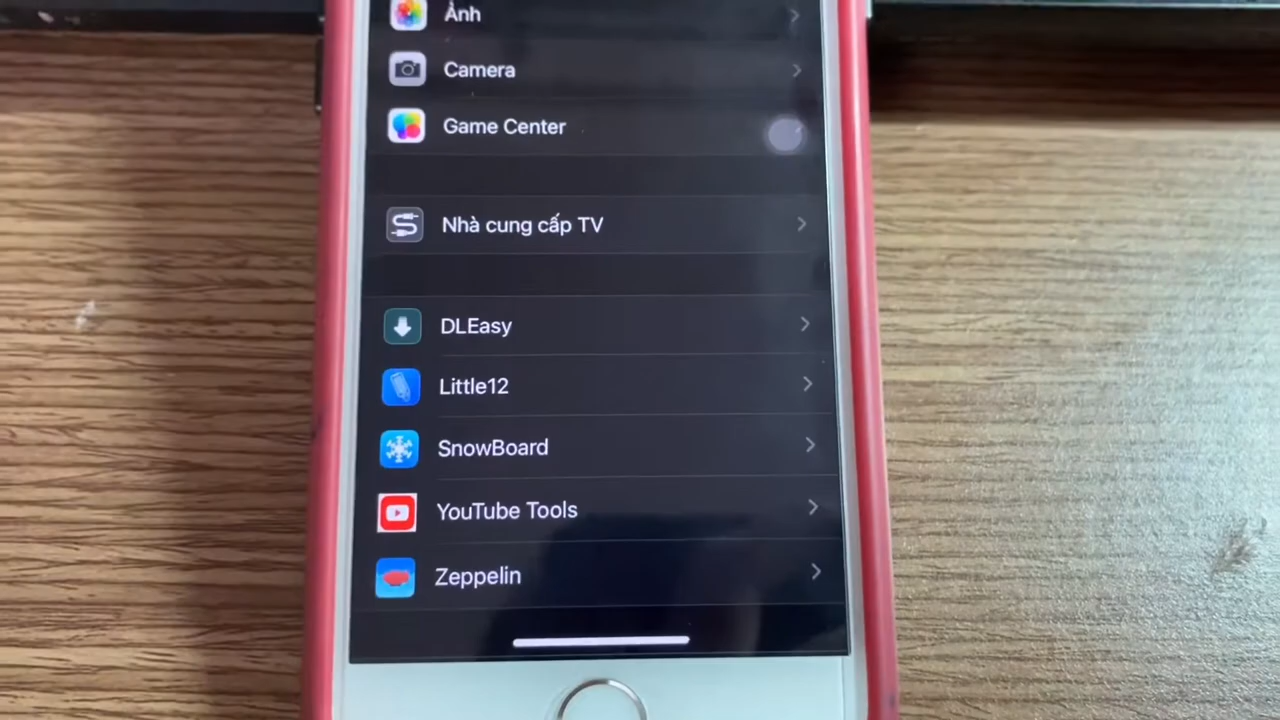 Ảnh
Camera
Game Center
Nhà cung cấp TV
DLEasy
Little12
SnowBoard
YouTube Tools
Zeppelin